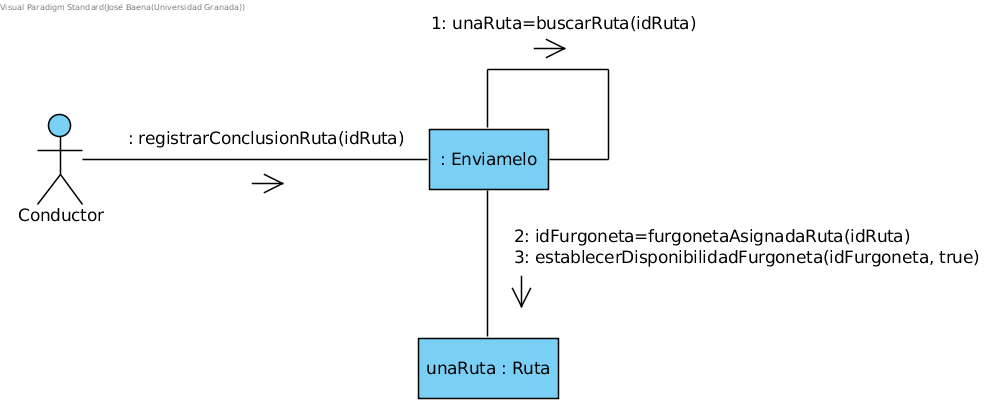 Visual Paradigm Standard(José Baena(Universidad Granada))
1: unaRuta=buscarRuta(idRuta)
: registrarConclusionRuta(idRuta)
: Enviamelo
Conductor
2: idFurgoneta=furgonetaAsignadaRuta(idRuta)
3: establecerDisponibilidadFurgoneta(idFurgoneta, true)
unaRuta : Ruta